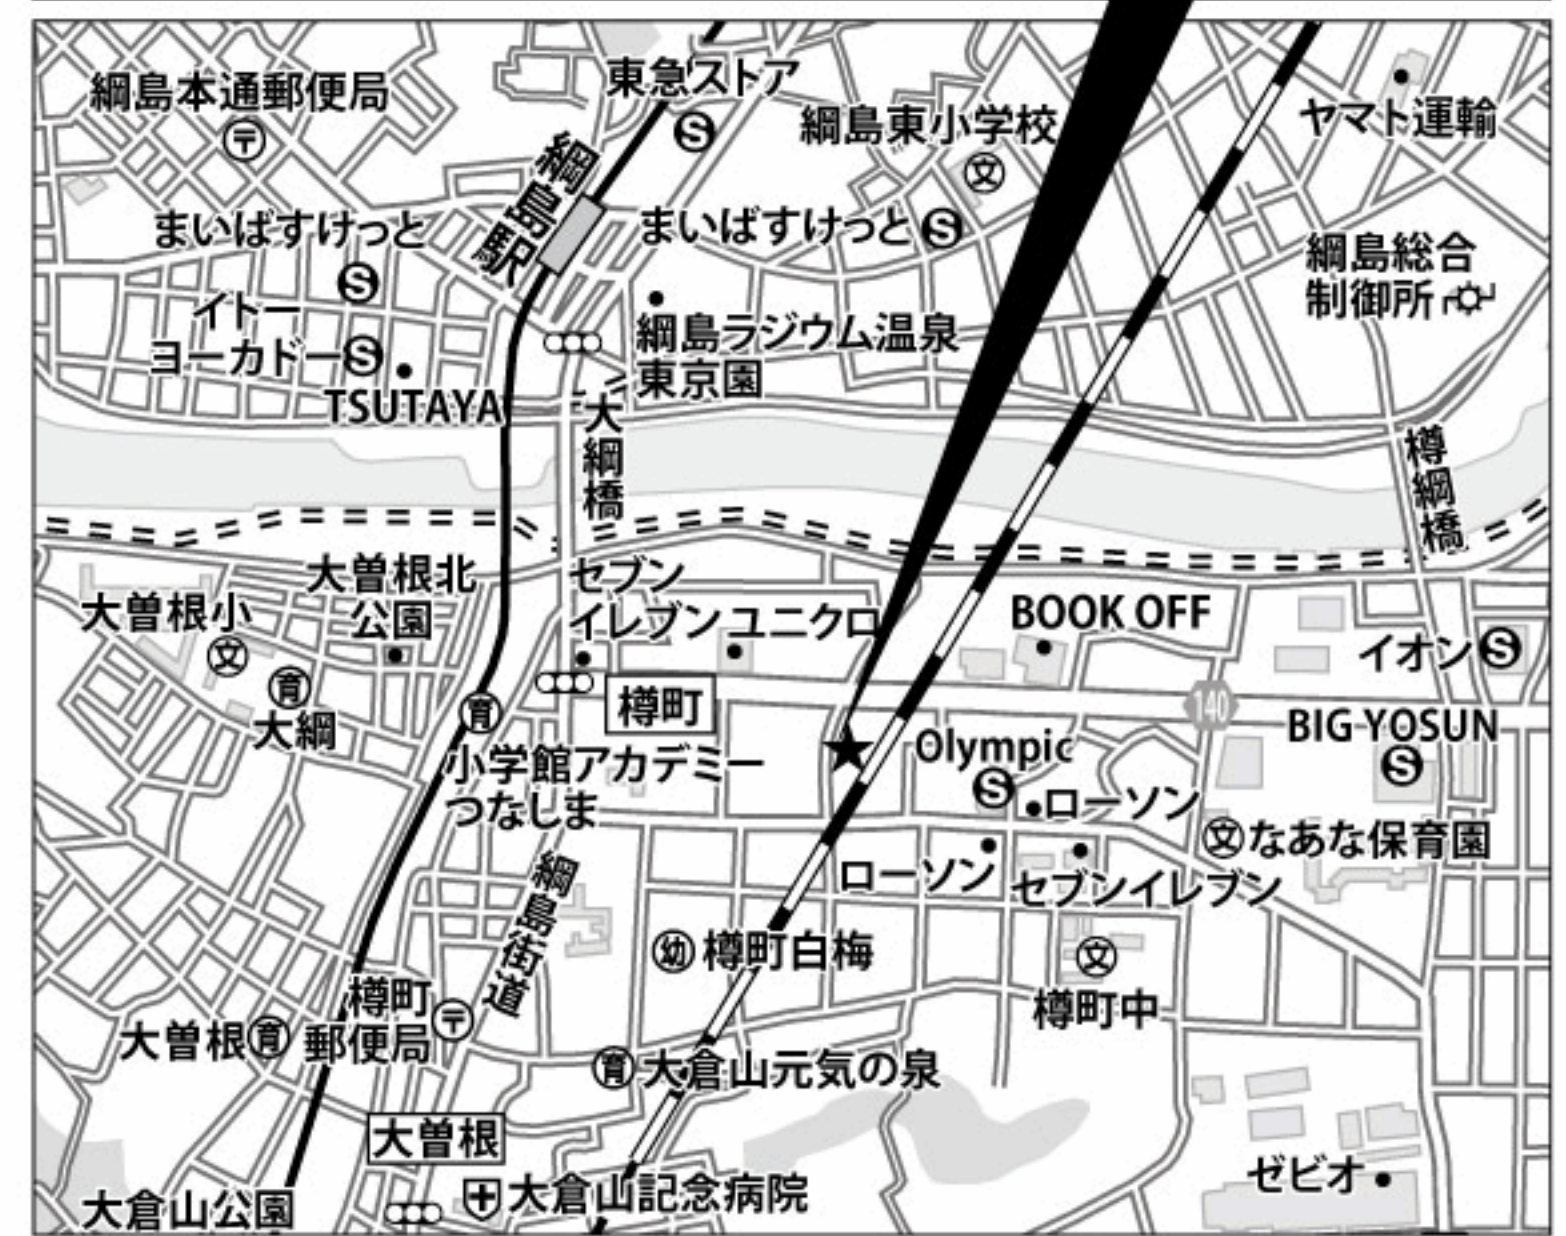 綱島本通郵便局
〒
東急ストア
S
綱島東小学校
文
ヤマト運輸
綱島駅
まいばすけっと
S
まいばすけっと
S
綱島総合
制御所
イトー
ヨーカドー
S
TSUTAYA
綱島ラジウム温泉
東京園
大綱橋
樽綱橋
大曽根北
公園
大曽根小
文
育
大綱
セブン
イレブン
ユニクロ
BOOK OFF
イオン
S
樽町
140
BIG YOSUN
S
育
小学館アカデミー
つなしま
★
Olympic
S
ローソン
文
なあな保育園
ローソン
セブンイレブン
綱島街道
幼
樽町白梅
文
樽町中
樽町
郵便局
〒
大曽根
育
育
大倉山元気の泉
大曽根
大倉山記念病院
大倉山公園
ゼビオ